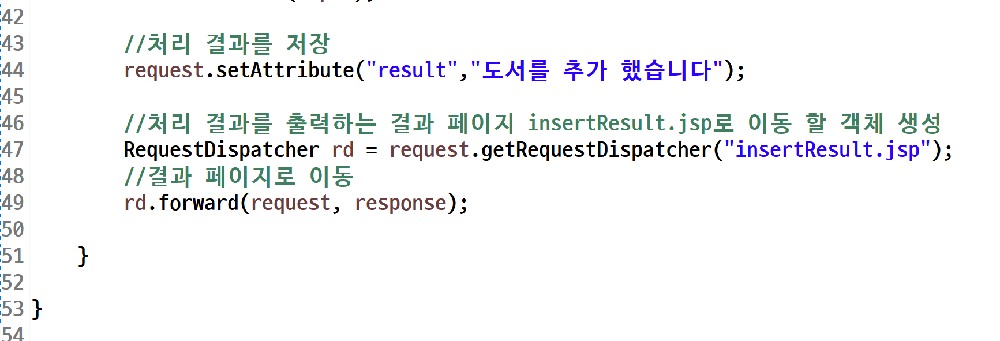 42
43 //처리 결과를 저장
44 request.setAttribute("result","도서를 추가 했습니다");
45
46 //처리 결과를 출력하는 결과 페이지 insertResult.jsp로 이동 할 객체 생성
47 RequestDispatcher rd = request.getRequestDispatcher("insertResult.jsp");
48 //결과 페이지로 이동
49 rd.forward(request, response);
50
51 }
52
53 }
54